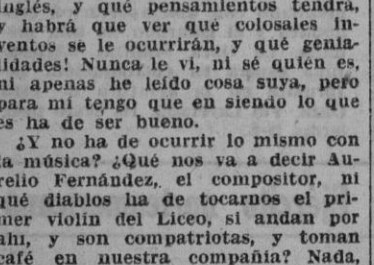 inglés, y qué pensamientos tendrá,
y habrá que ver qué colosales in-
ventos se le ocurrirán, y qué genia-
lidades! Nunca le vi, ni sé quién es,
ni apenas he leído cosa suya, pero
para mí tengo que en siendo lo que
es ha de ser bueno.
¿Y no ha de ocurrir lo mismo con
la música? ¿Qué nos va a decir Au-
relio Fernández, el compositor, ni
qué diablos ha de tocarnos el pri-
mer violín del Liceo, si andan por
ahí, y son compatriotas, y toman
café en nuestra compañía? Nada,